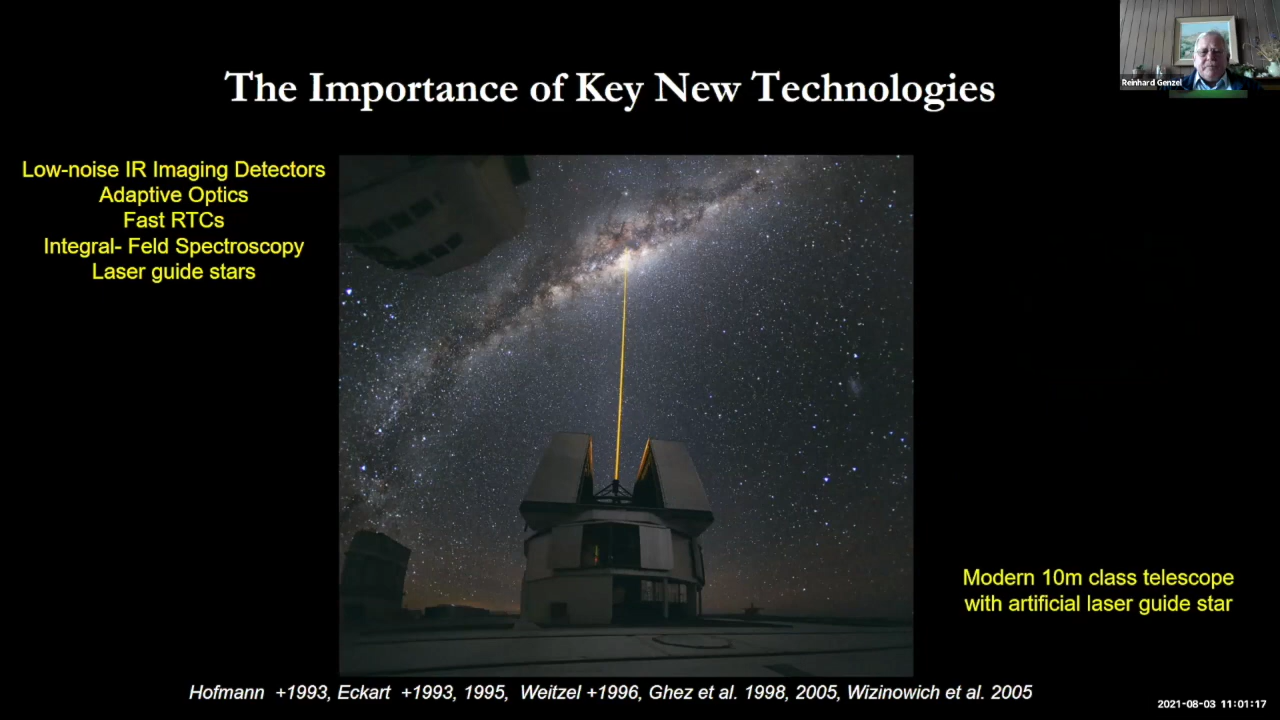 Reinhard Genzel
The Importance of Key New Technologies
Low-noise IR Imaging Detectors
Adaptive Optics
Fast RTCs
Integral- Feld Spectroscopy
Laser guide stars
Modern 10m class telescope
with artificial laser guide star
Hofmann +1993, Eckart +1993, 1995, Weitzel +1996, Ghez et al. 1998, 2005, Wizinowich et al. 2005
2021-08-03 11:01:17